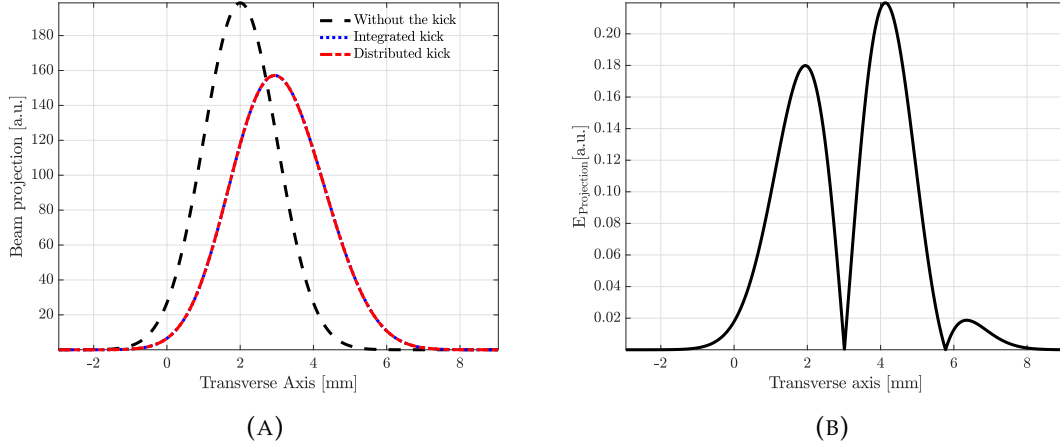 Without the kick
Integrated kick
Distributed kick
Beam projection [a.u.]
180
160
140
120
100
80
60
40
20
-2 0 2 4 6 8
Transverse Axis [mm]
(A)
E_Projection[a.u.]
0.20
0.18
0.16
0.14
0.12
0.10
0.08
0.06
0.04
0.02
-2 0 2 4 6 8
Transverse axis [mm]
(B)